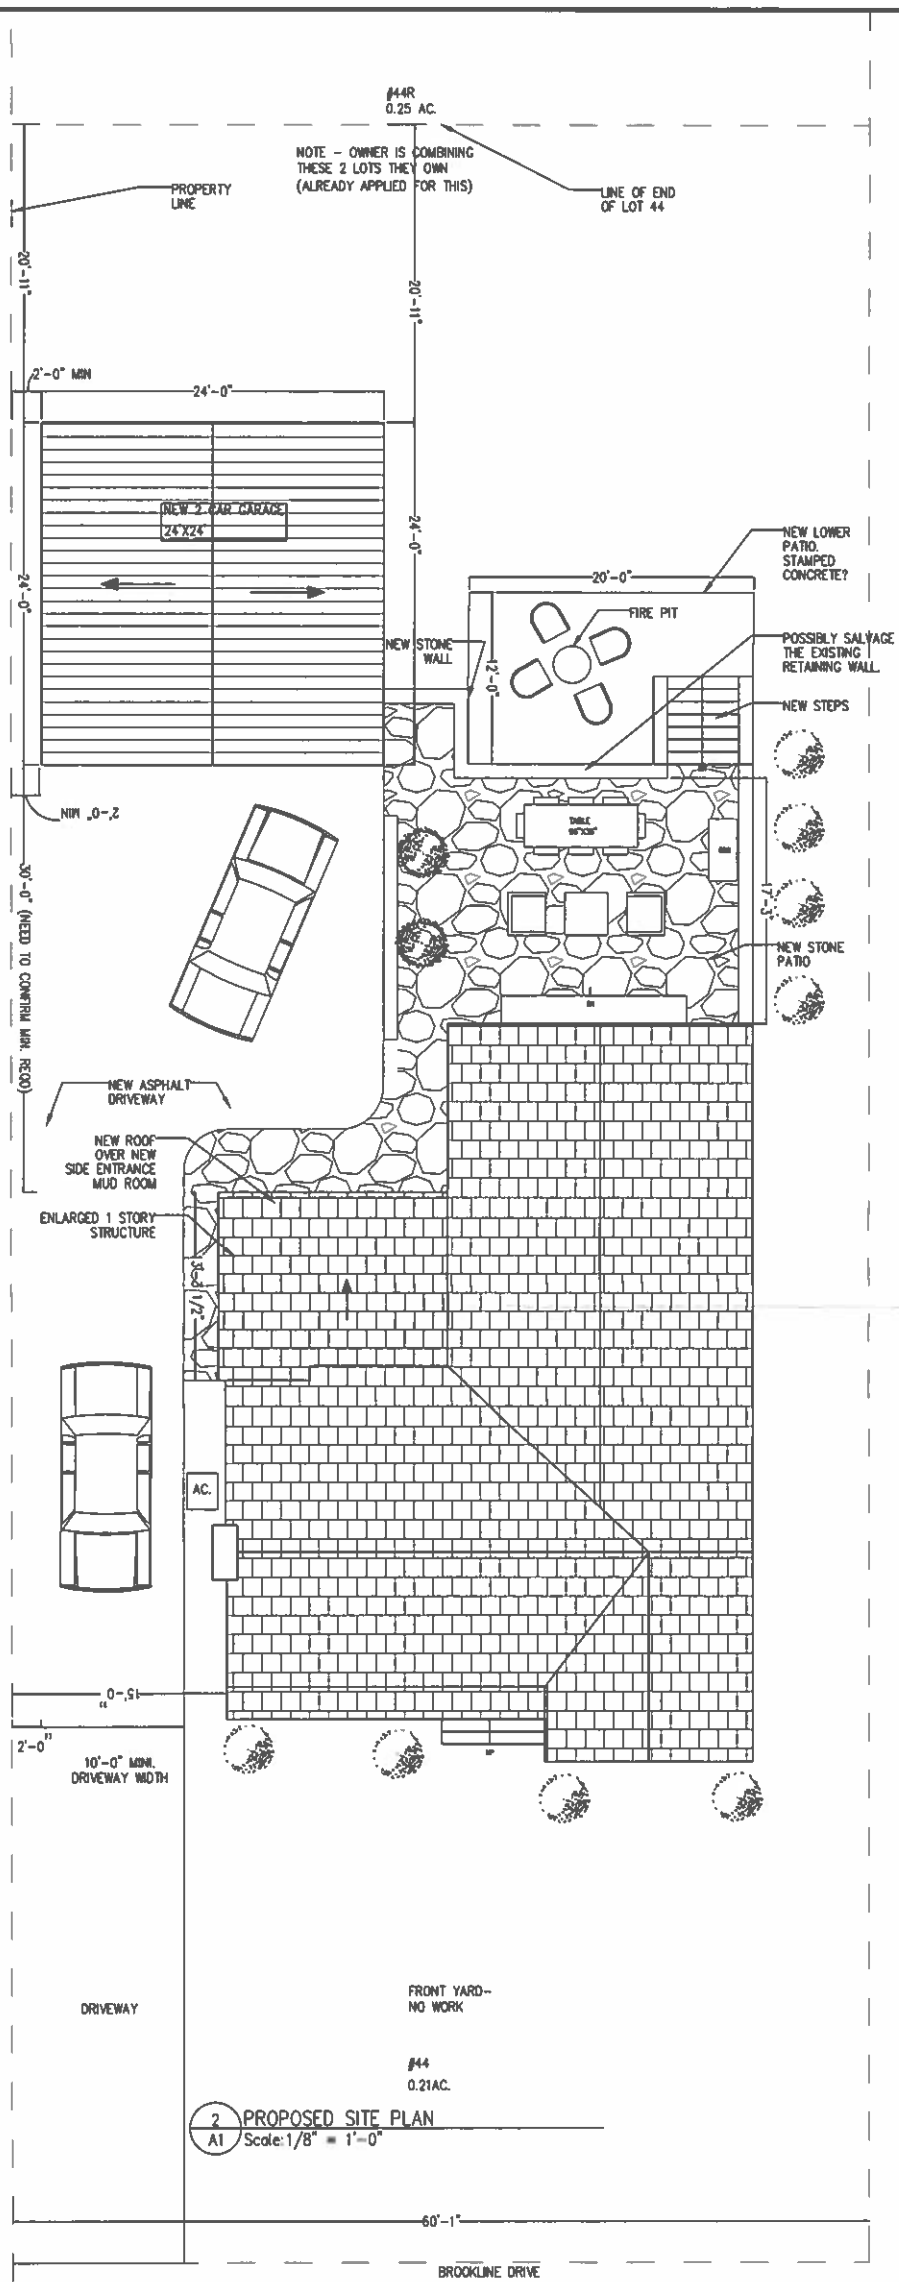 #44R
0.25 AC.
NOTE - OWNER IS COMBINING
THESE 2 LOTS THEY OWN
(ALREADY APPLIED FOR THIS)
PROPERTY
LINE
LINE OF END
OF LOT 44
20'-11"
20'-11"
2'-0" MIN
24'-0"
NEW 2 CAR GARAGE
24'X24'
24'-0"
24'-0"
NEW LOWER
PATIO.
STAMPED
CONCRETE?
20'-0"
FIRE PIT
NEW STONE
WALL
12'-0"
POSSIBLY SALVAGE
THE EXISTING
RETAINING WALL.
NEW STEPS
2'-0" MIN
30'-0" (NEED TO CONFIRM MIN. REQD)
TABLE
17'-3"
NEW STONE
PATIO
NEW ASPHALT
DRIVEWAY
NEW ROOF
OVER NEW
SIDE ENTRANCE
MUD ROOM
ENLARGED 1 STORY
STRUCTURE
AC.
15'-0"
2'-0"
10'-0" MINI.
DRIVEWAY WIDTH
UP
DRIVEWAY
FRONT YARD-
NO WORK
#44
0.21AC.
2
A1
PROPOSED SITE PLAN
Scale: 1/8" = 1'-0"
60'-1"
BROOKLINE DRIVE